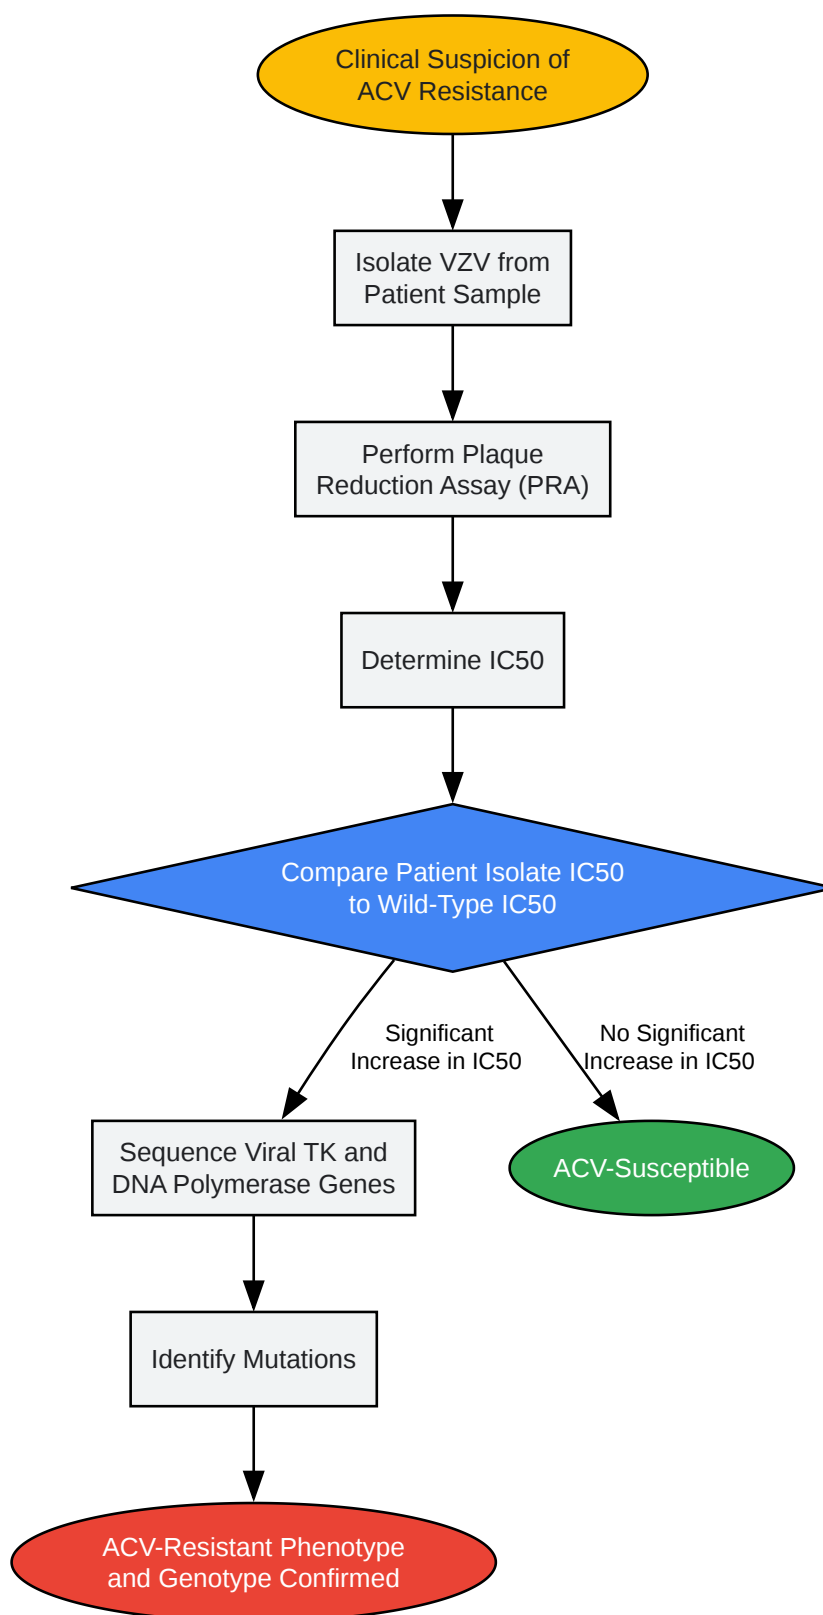 Clinical Suspicion of
ACV Resistance
Isolate VZV from
Patient Sample
Perform Plaque
Reduction Assay (PRA)
Determine IC50
Compare Patient Isolate IC50
to Wild-Type IC50
Significant
Increase in IC50
No Significant
Increase in IC50
Sequence Viral TK and
DNA Polymerase Genes
ACV-Susceptible
Identify Mutations
ACV-Resistant Phenotype
and Genotype Confirmed